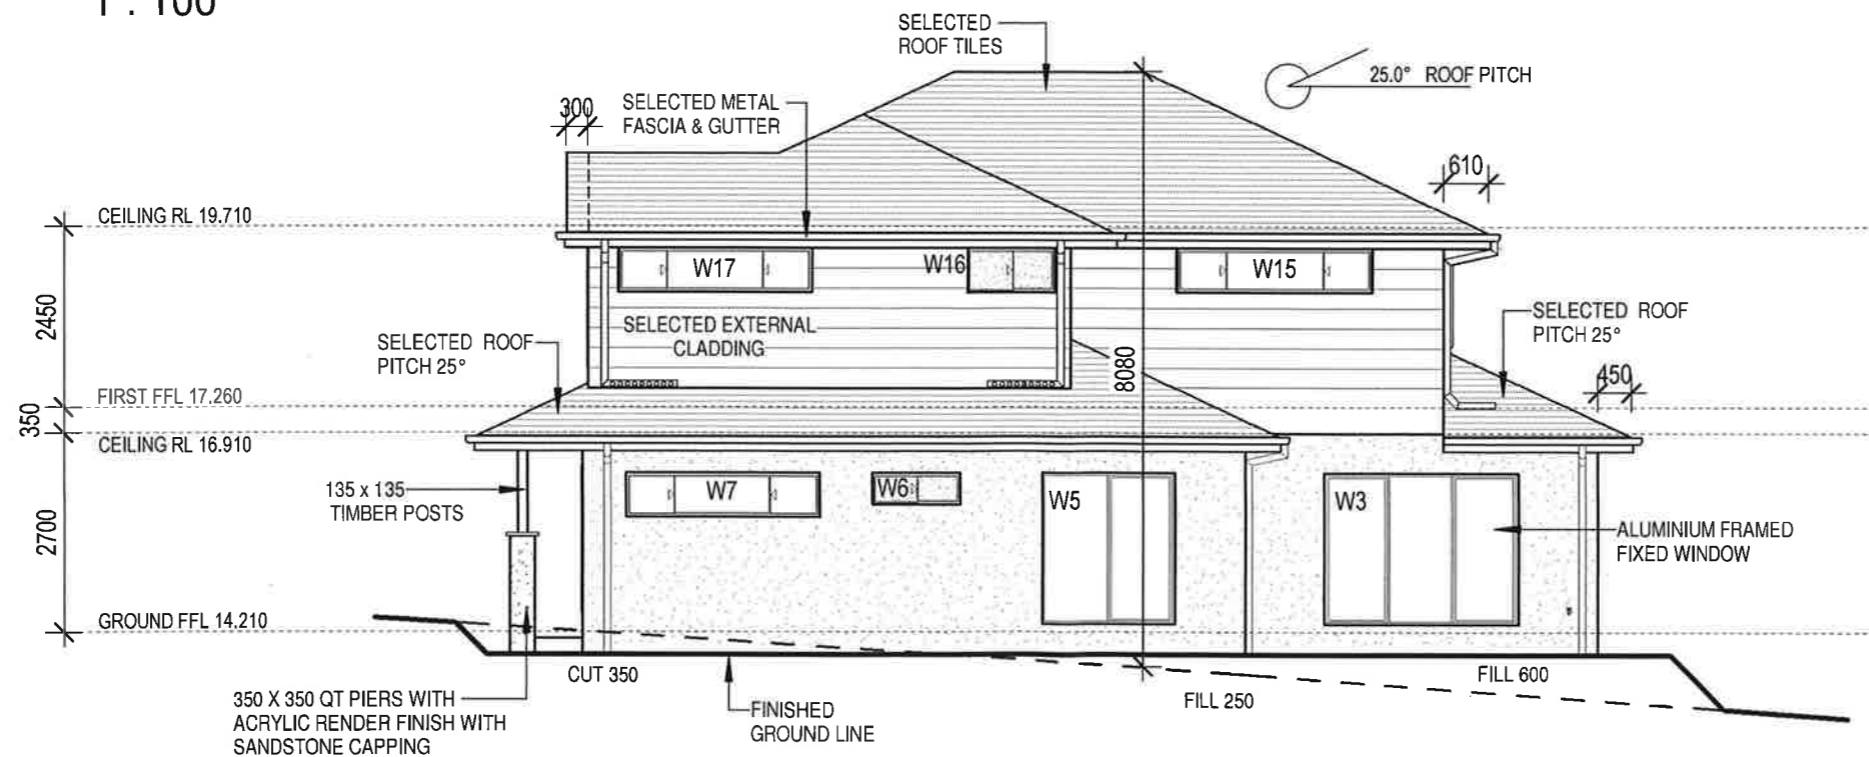 1 : 100
SELECTED
ROOF TILES
25.0° ROOF PITCH
300
SELECTED METAL
FASCIA & GUTTER
610
CEILING RL 19.710
W17
W16
W15
2450
SELECTED EXTERNAL
CLADDING
SELECTED ROOF
PITCH 25°
SELECTED ROOF
PITCH 25°
8080
450
FIRST FFL 17.260
350
CEILING RL 16.910
135 x 135
TIMBER POSTS
W7
W6
W5
W3
2700
ALUMINIUM FRAMED
FIXED WINDOW
GROUND FFL 14.210
CUT 350
FILL 600
FILL 250
350 X 350 QT PIERS WITH
ACRYLIC RENDER FINISH WITH
SANDSTONE CAPPING
FINISHED
GROUND LINE